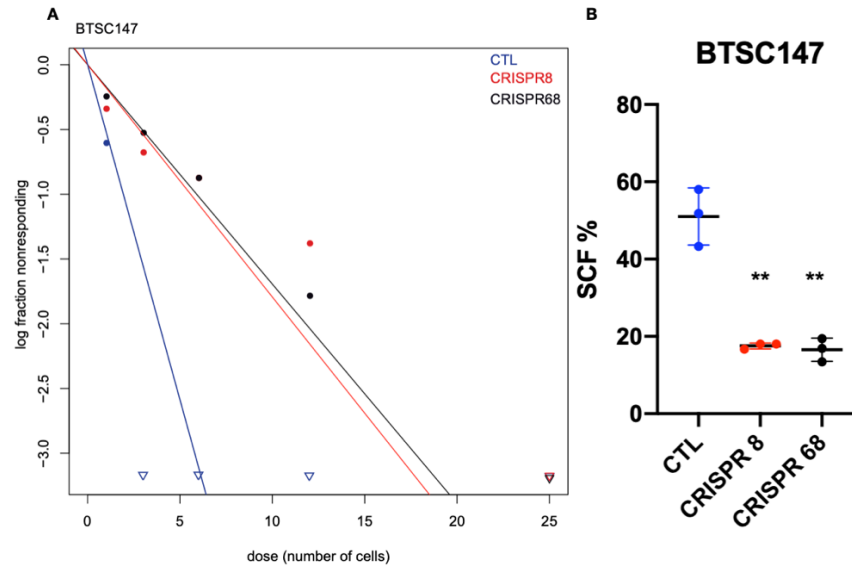 A
BTSC147
CTL
CRISPR8
CRISPR68
log fraction nonresponding
0.0
−0.5
−1.0
−1.5
−2.0
−2.5
−3.0
0 5 10 15 20 25
dose (number of cells)
B
BTSC147
SCF %
80
60
40
20
0
** **
CTL
CRISPR 8
CRISPR 68